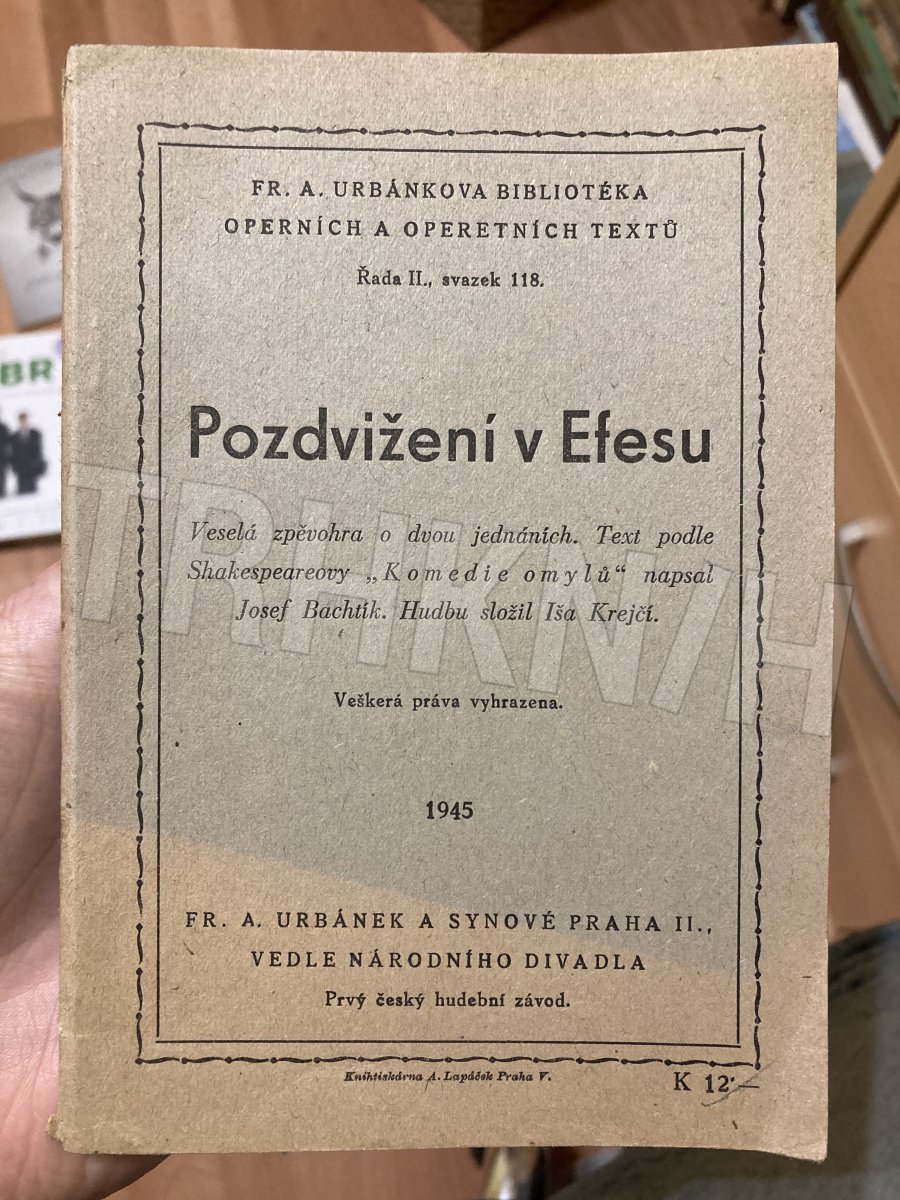 FR. A. URBÁNKOVA BIBLIOTÉKA
OPERNÍCH A OPERETNÍCH TEXTŮ
Řada II., svazek 118.
Pozdvižení v Efesu
Veselá zpěvohra o dvou jednáních. Text podle
Shakespeareovy „Komedie omylů“ napsal
Josef Bachtík. Hudbu složil Iša Krejčí.
TRHKNIH
Veškerá práva vyhrazena.
1945
FR. A. URBÁNEK A SYNOVÉ PRAHA II.,
VEDLE NÁRODNÍHO DIVADLA
Prvý český hudební závod.
Knihtiskárna A. Lapáček Praha V.
K 12·—
BR